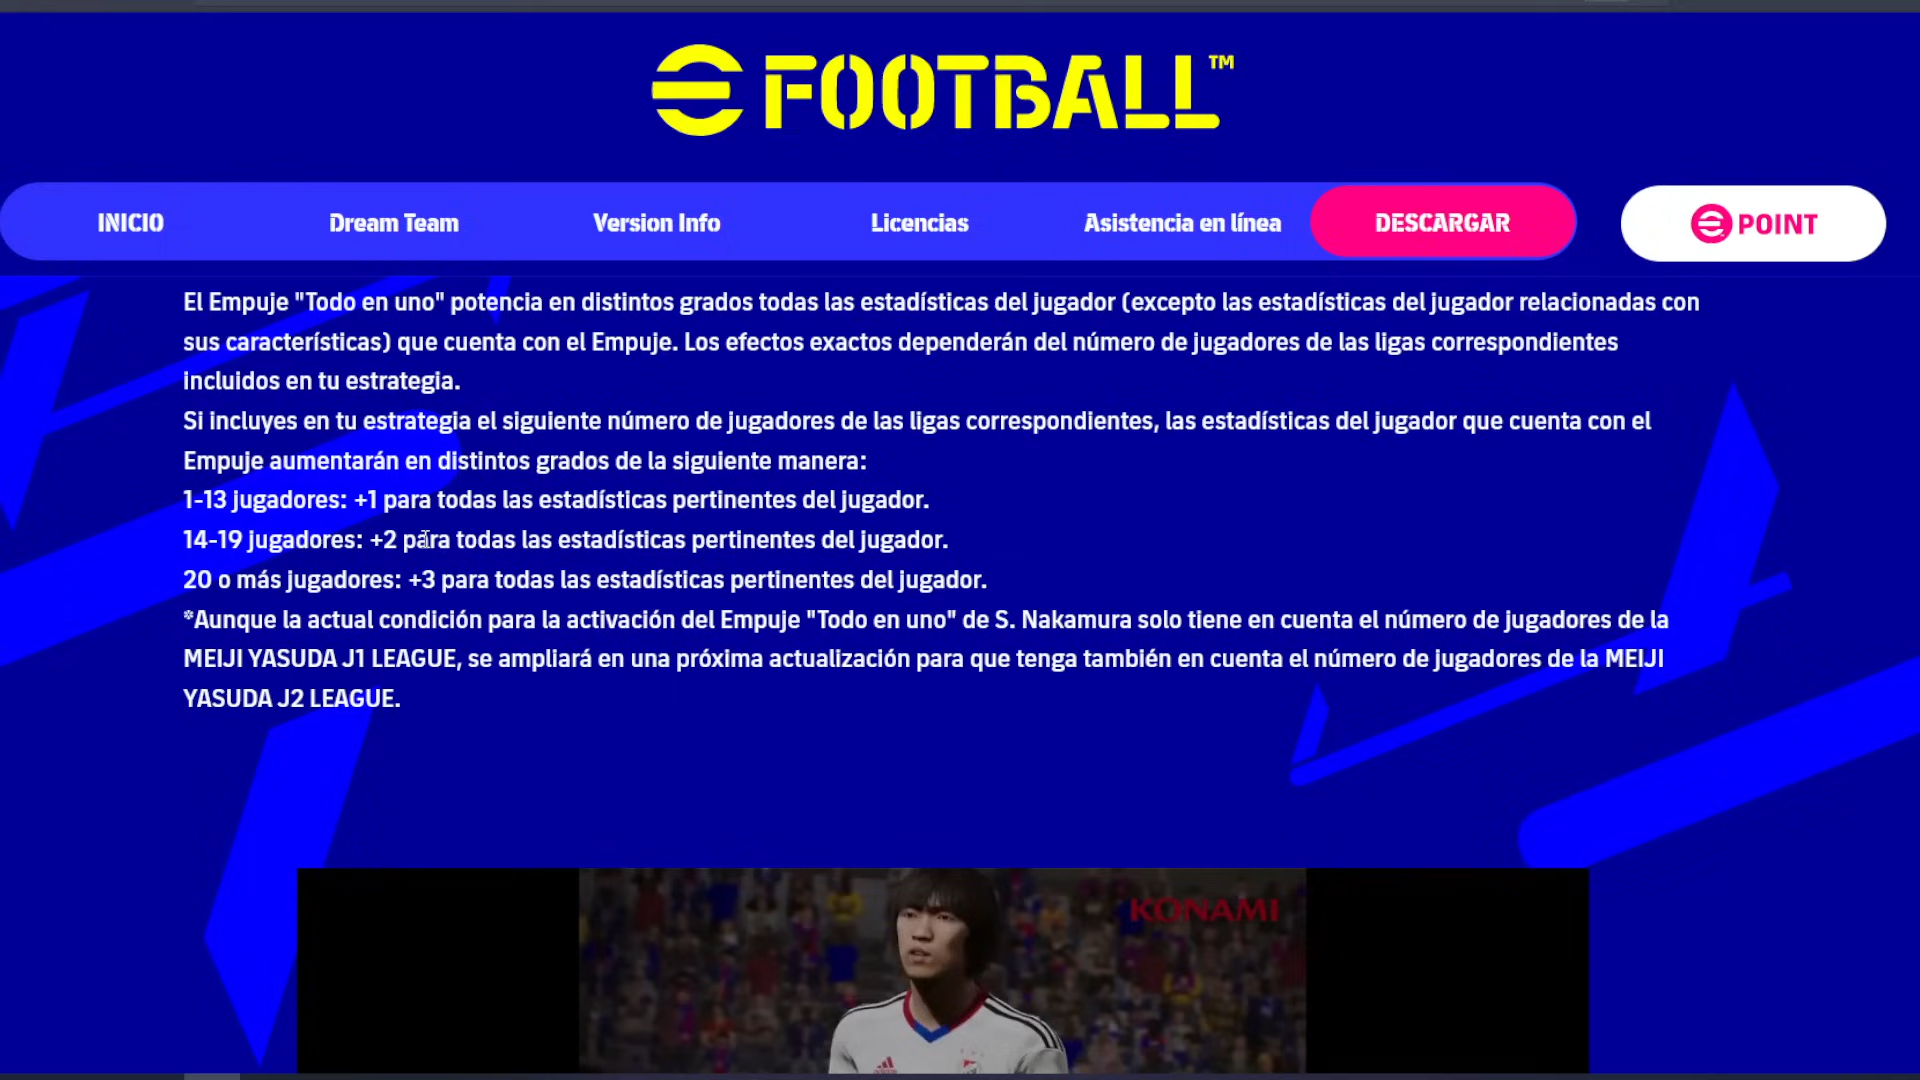 FOOTBALL™
INICIO
Dream Team
Version Info
Licencias
Asistencia en línea
DESCARGAR
POINT
El Empuje "Todo en uno" potencia en distintos grados todas las estadísticas del jugador (excepto las estadísticas del jugador relacionadas con
sus características) que cuenta con el Empuje. Los efectos exactos dependerán del número de jugadores de las ligas correspondientes
incluidos en tu estrategia.
Si incluyes en tu estrategia el siguiente número de jugadores de las ligas correspondientes, las estadísticas del jugador que cuenta con el
Empuje aumentarán en distintos grados de la siguiente manera:
1-13 jugadores: +1 para todas las estadísticas pertinentes del jugador.
14-19 jugadores: +2 para todas las estadísticas pertinentes del jugador.
20 o más jugadores: +3 para todas las estadísticas pertinentes del jugador.
*Aunque la actual condición para la activación del Empuje "Todo en uno" de S. Nakamura solo tiene en cuenta el número de jugadores de la
MEIJI YASUDA J1 LEAGUE, se ampliará en una próxima actualización para que tenga también en cuenta el número de jugadores de la MEIJI
YASUDA J2 LEAGUE.
KONAMI